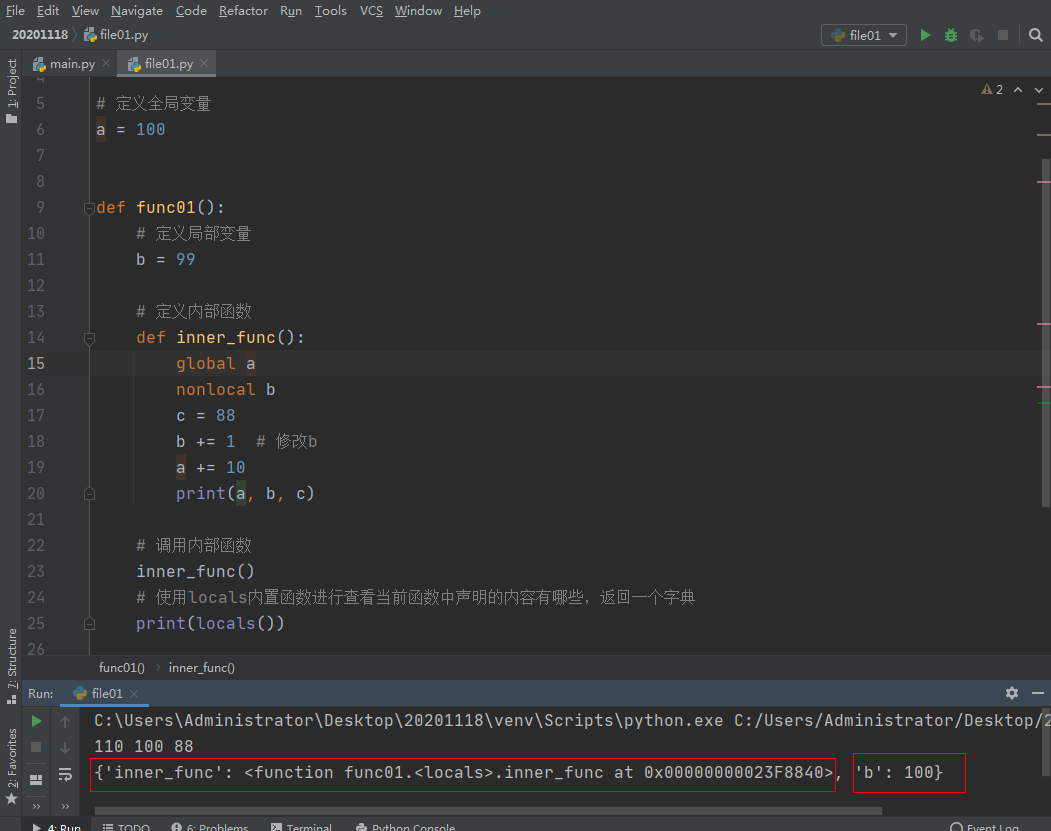 File Edit View Navigate Code Refactor Run Tools VCS Window Help
20201118 file01.py file01
1: Project main.py file01.py
4
2
5 # 定义全局变量
6 a = 100
7
8
9 def func01():
10 # 定义局部变量
11 b = 99
12
13 # 定义内部函数
14 def inner_func():
15 global a
16 nonlocal b
17 c = 88
18 b += 1 # 修改b
19 a += 10
20 print(a, b, c)
21
22 # 调用内部函数
23 inner_func()
24 # 使用locals内置函数进行查看当前函数中声明的内容有哪些，返回一个字典
25 print(locals())
26
7: Structure
func01() inner_func()
Run: file01
2: Favorites
C:\Users\Administrator\Desktop\20201118\venv\Scripts\python.exe C:/Users/Administrator/Desktop/2
110 100 88
{'inner_func': <function func01.<locals>.inner_func at 0x00000000023F8840>, 'b': 100}
4: Run TODO 6: Problems Terminal Python Console Event Log